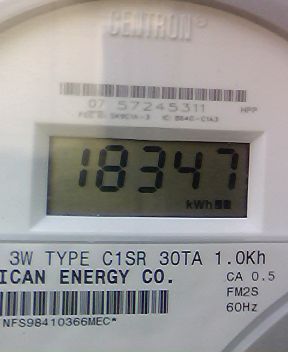 CENTRON®
07 57245311 HPP
18347
kWh
3W TYPE C1SR 30TA 1.0Kh
ICAN ENERGY CO. CA 0.5
FM2S
60Hz
NFS98410366MEC*